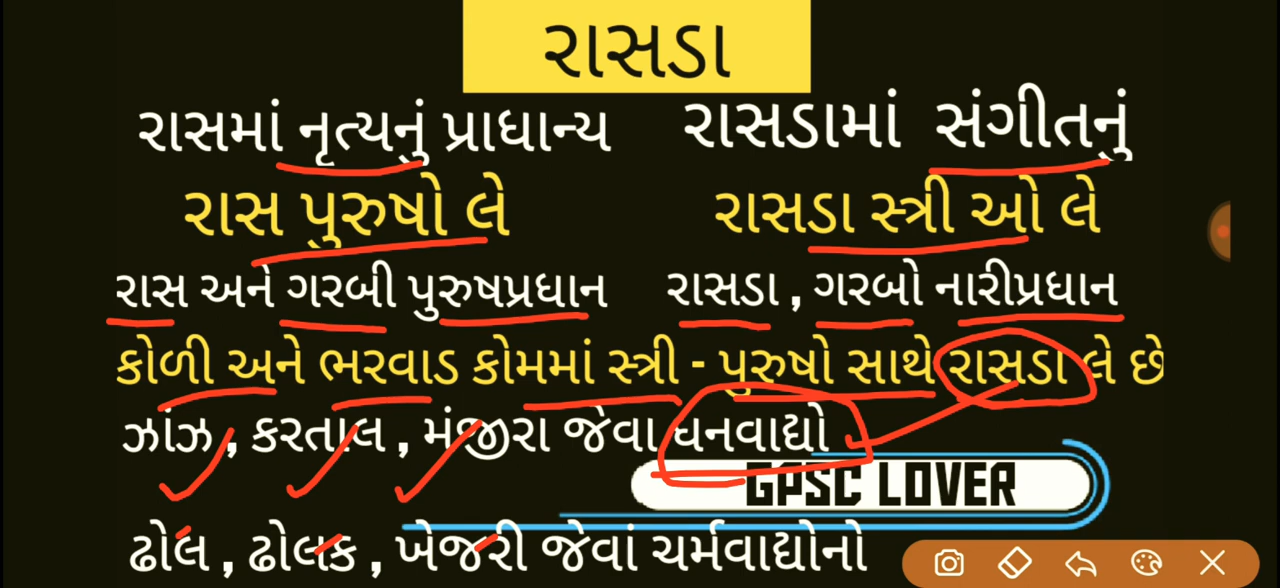 રાસડા
રાસમાં નૃત્યનું પ્રાધાન્ય રાસડામાં સંગીતનું
રાસ પુરુષો લે રાસડા સ્ત્રી ઓ લે
રાસ અને ગરબી પુરુષપ્રધાન રાસડા , ગરબો નારીપ્રધાન
કોળી અને ભરવાડ કોમમાં સ્ત્રી - પુરુષો સાથે રાસડા લે છે
ઝાંઝ , કરતાલ , મંજીરા જેવા ઘનવાદ્યો
GPSC LOVER
ઢોલ , ઢોલક , ખંજરી જેવાં ચર્મવાદ્યોનો